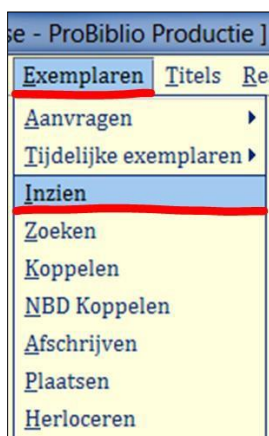 se - ProBiblio Productie ]
Exemplaren Titels Re
Aanvragen
Tijdelijke exemplaren
Inzien
Zoeken
Koppelen
NBD Koppelen
Afschrijven
Plaatsen
Herloceren